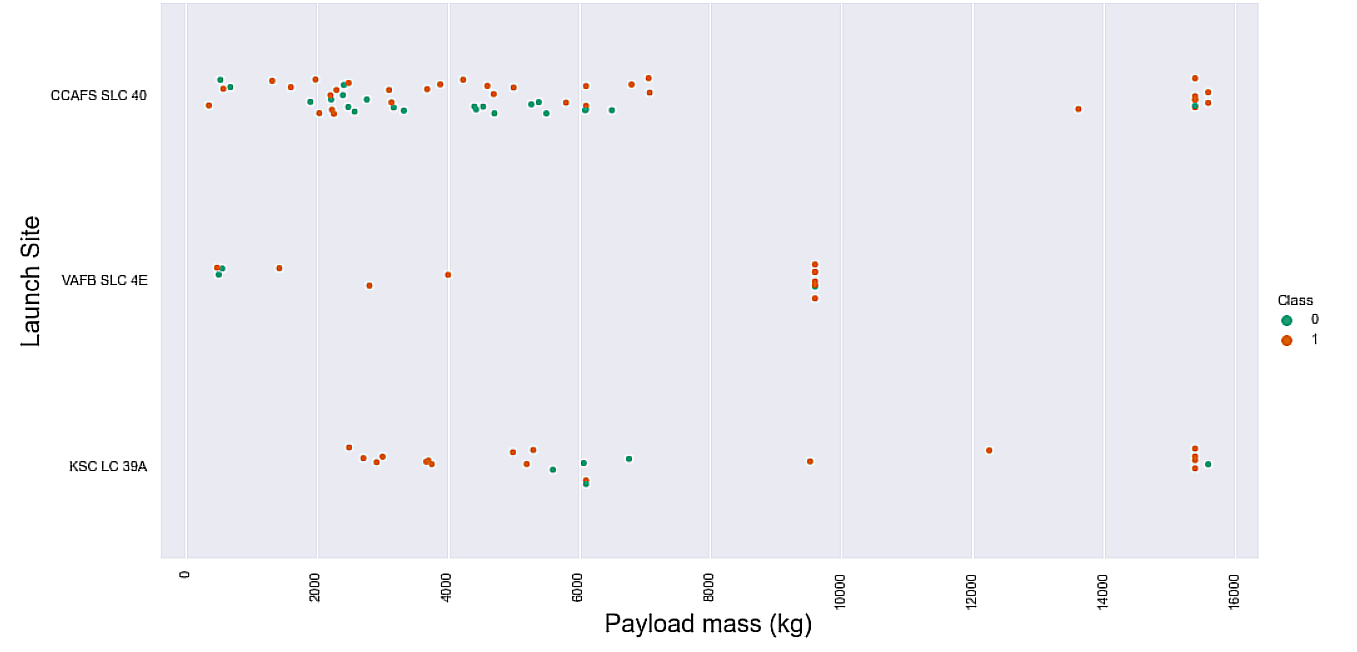 CCAFS SLC 40
VAFB SLC 4E
KSC LC 39A
Launch Site
0
2000
4000
6000
8000
10000
12000
14000
16000
Payload mass (kg)
Class
0
1